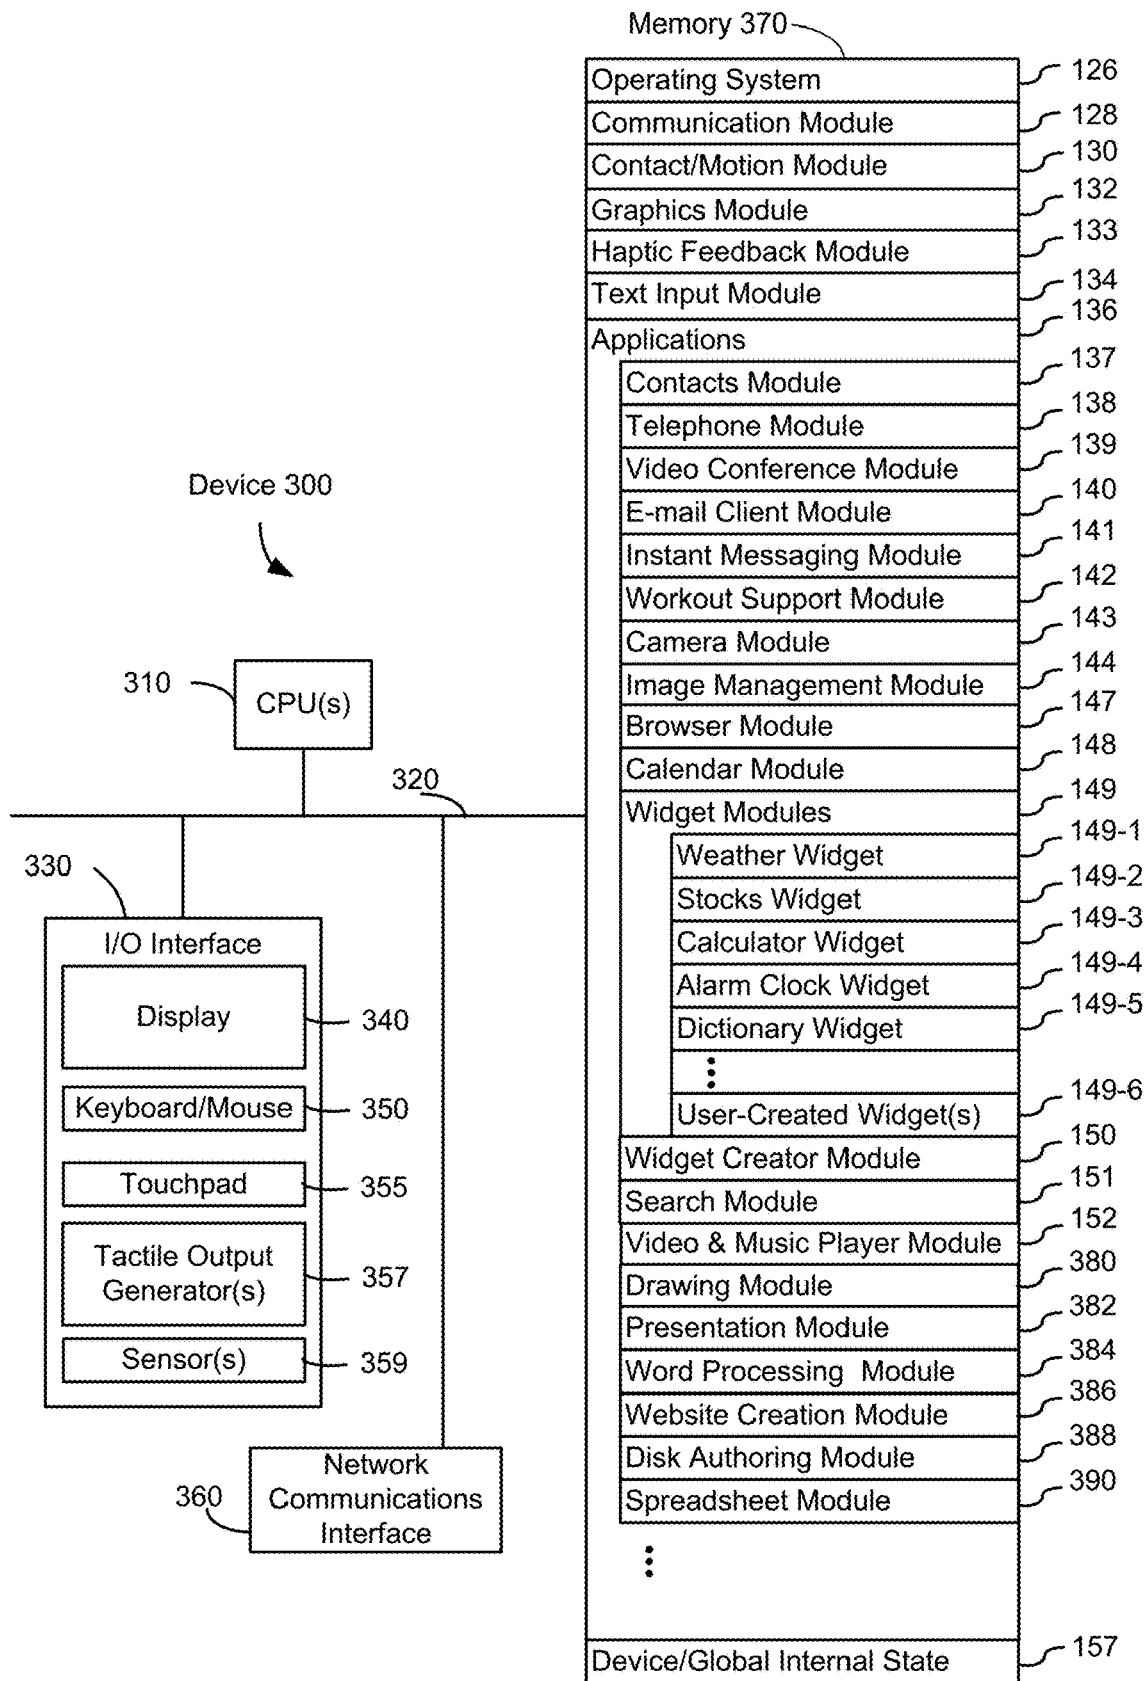 Memory 370
Operating System 126
Communication Module 128
Contact/Motion Module 130
Graphics Module 132
Haptic Feedback Module 133
Text Input Module 134
Applications 136
Contacts Module 137
Telephone Module 138
Video Conference Module 139
E-mail Client Module 140
Instant Messaging Module 141
Workout Support Module 142
Camera Module 143
Image Management Module 144
Browser Module 147
Calendar Module 148
Widget Modules 149
Weather Widget 149-1
Stocks Widget 149-2
Calculator Widget 149-3
Alarm Clock Widget 149-4
Dictionary Widget 149-5
User-Created Widget(s) 149-6
Widget Creator Module 150
Search Module 151
Video & Music Player Module 152
Drawing Module 380
Presentation Module 382
Word Processing Module 384
Website Creation Module 386
Disk Authoring Module 388
Spreadsheet Module 390
Device/Global Internal State 157
Device 300
310
CPU(s)
320
330
I/O Interface
Display 340
Keyboard/Mouse 350
Touchpad 355
Tactile Output
Generator(s) 357
Sensor(s) 359
360
Network
Communications
Interface